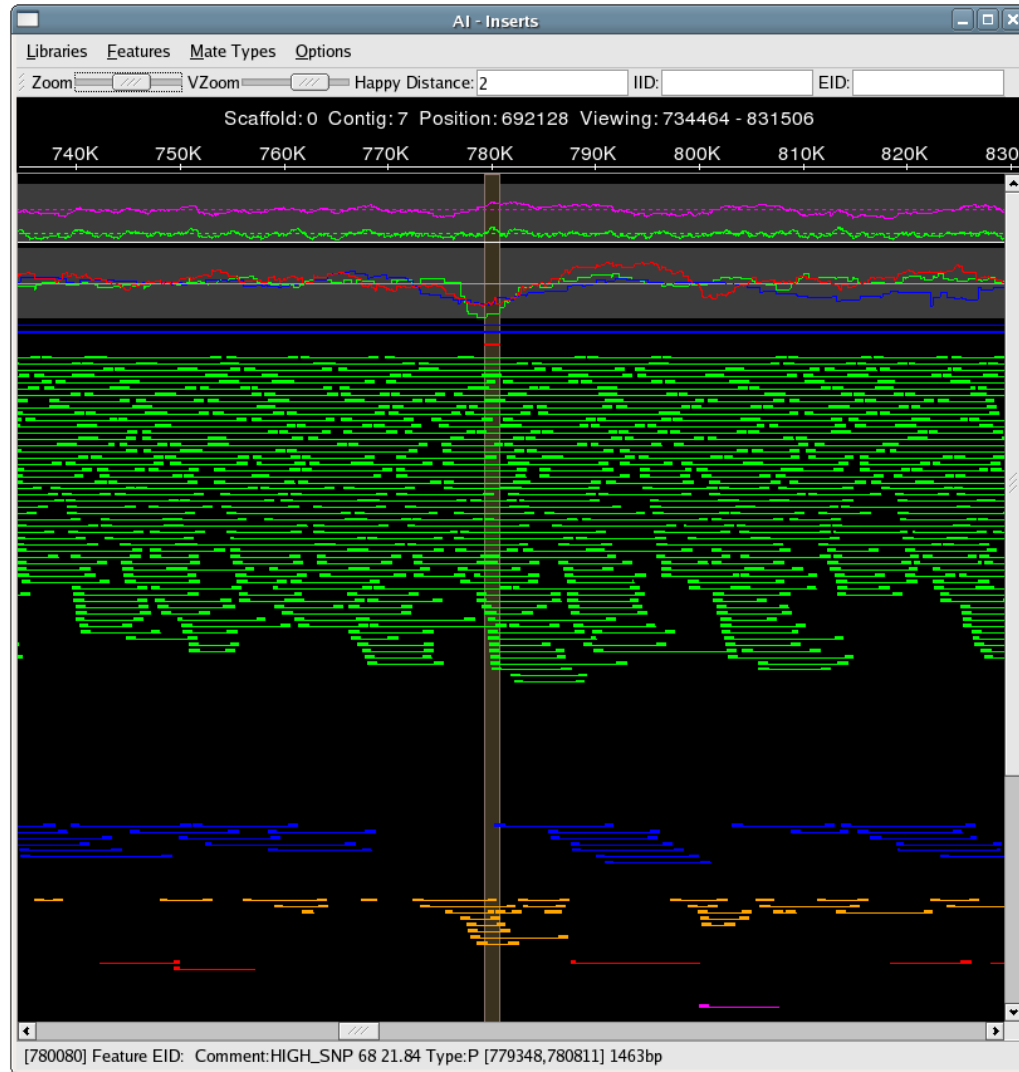 AI - Inserts
Libraries Features Mate Types Options
Zoom VZoom Happy Distance: 2 IID: EID:
Scaffold: 0 Contig: 7 Position: 692128 Viewing: 734464 - 831506
740K 750K 760K 770K 780K 790K 800K 810K 820K 830
[780080] Feature EID: Comment:HIGH_SNP 68 21.84 Type:P [779348,780811] 1463bp